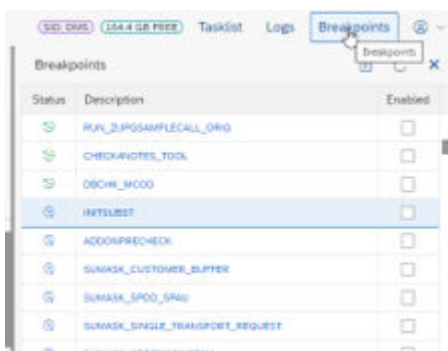 SID: DMS 164.4 GB FREE Tasklist Logs Breakpoints
Breakpoints
Breakpoints
Status Description Enabled
RUN_ZUPGSAMPLECALL_ORIG
CHECK4NOTES_TOOL
DBCHK_MCOD
INITSUBST
ADDONPRECHECK
SUMASK_CUSTOMER_BUFFER
SUMASK_SPDD_SPAU
SUMASK_SINGLE_TRANSPORT_REQUEST